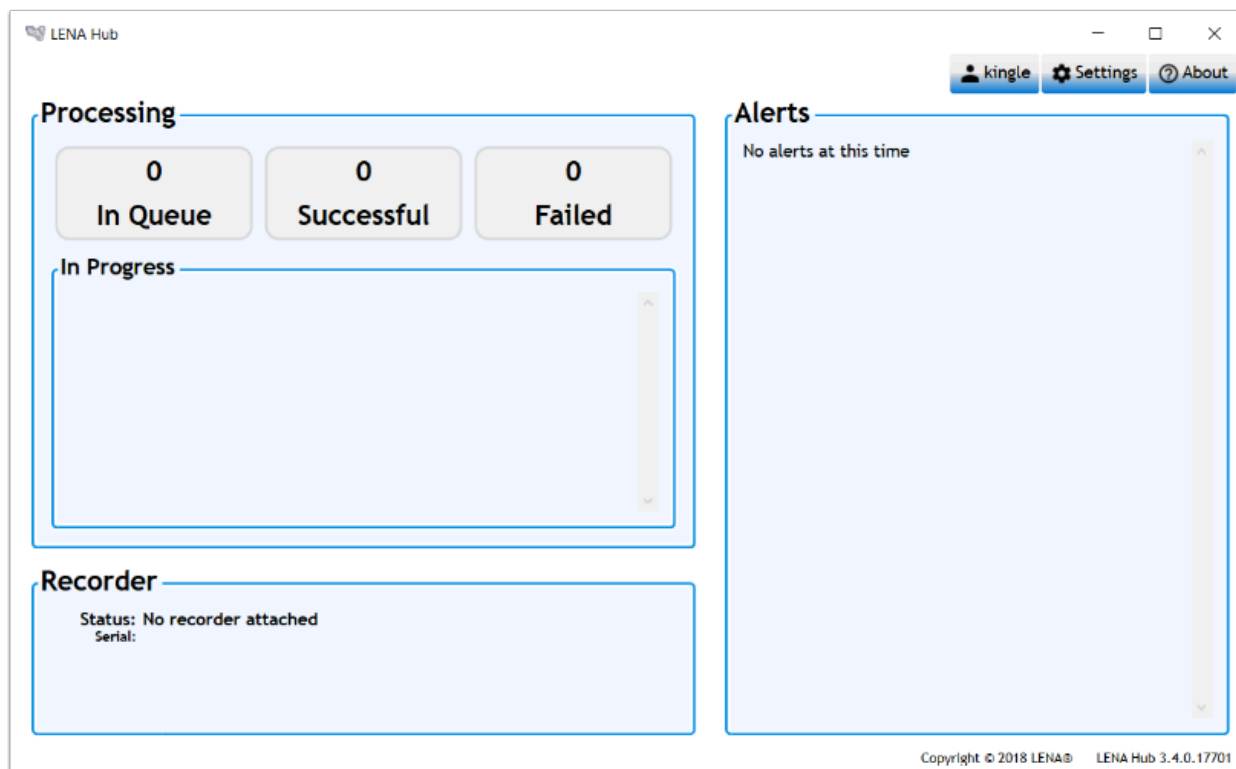 LENA Hub
kingle Settings About
Processing
0
In Queue
0
Successful
0
Failed
In Progress
Recorder
Status: No recorder attached
Serial:
Alerts
No alerts at this time
Copyright © 2018 LENA® LENA Hub 3.4.0.17701